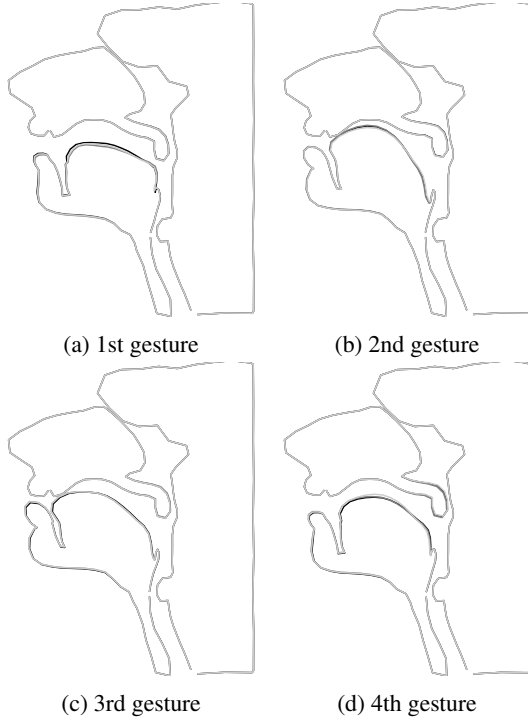 (a) 1st gesture
(b) 2nd gesture
(c) 3rd gesture
(d) 4th gesture